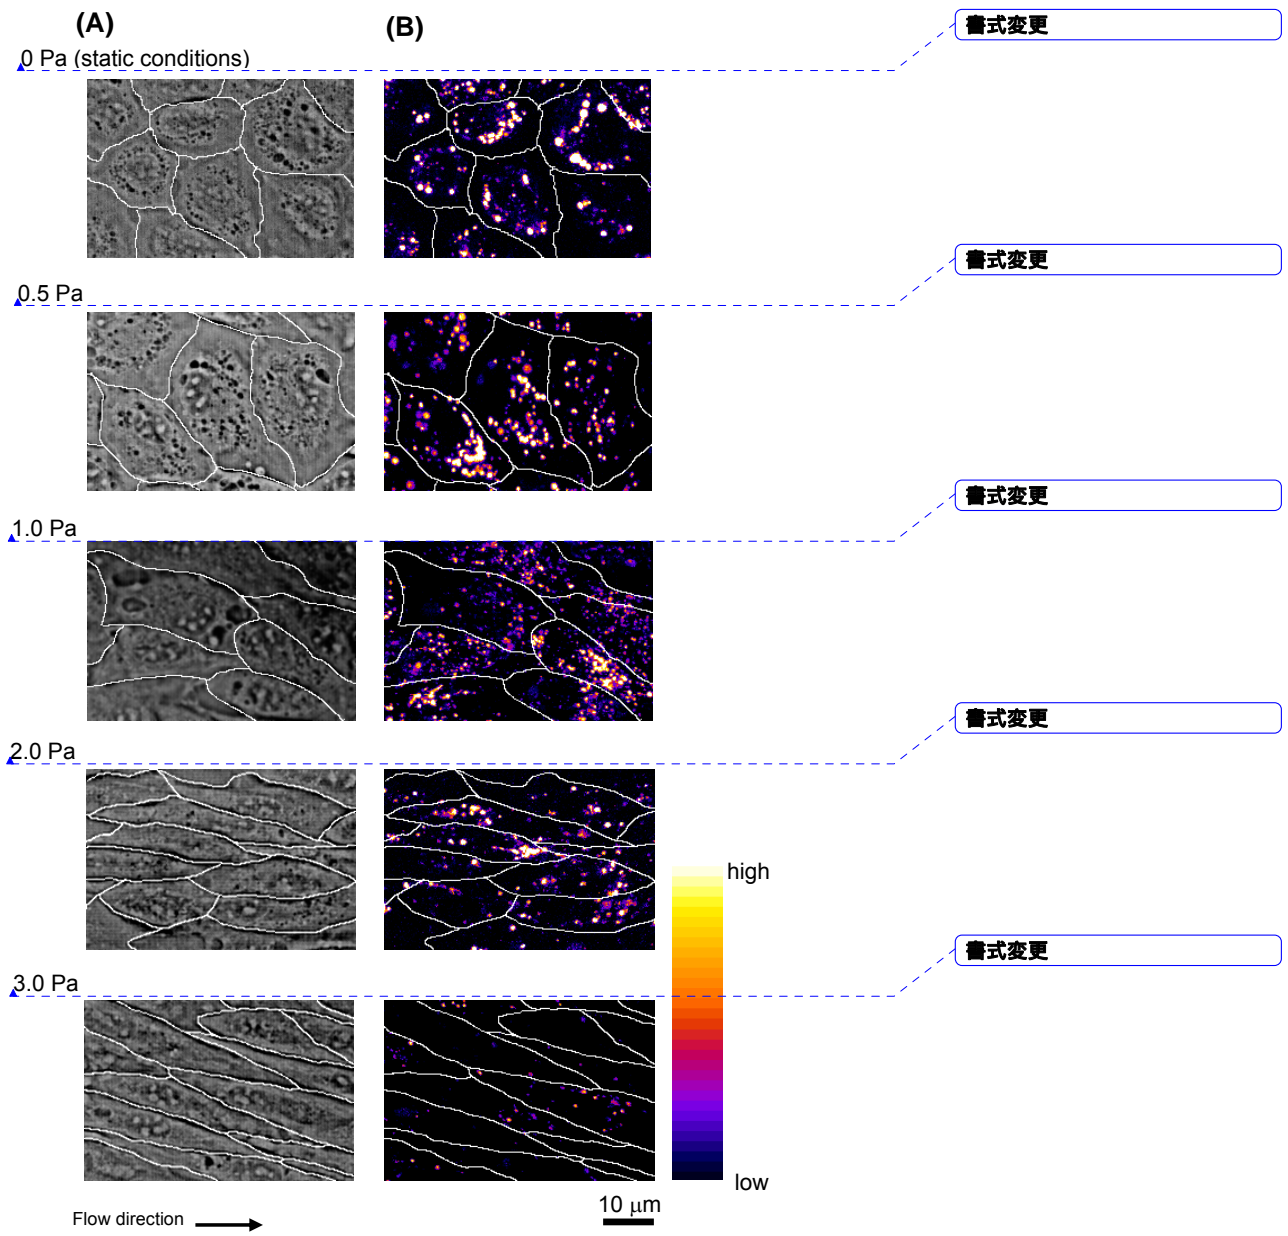 (A) (B)
書式変更
0 Pa (static conditions)
書式変更
0.5 Pa
書式変更
1.0 Pa
書式変更
2.0 Pa
high
書式変更
3.0 Pa
low
10 μm
Flow direction